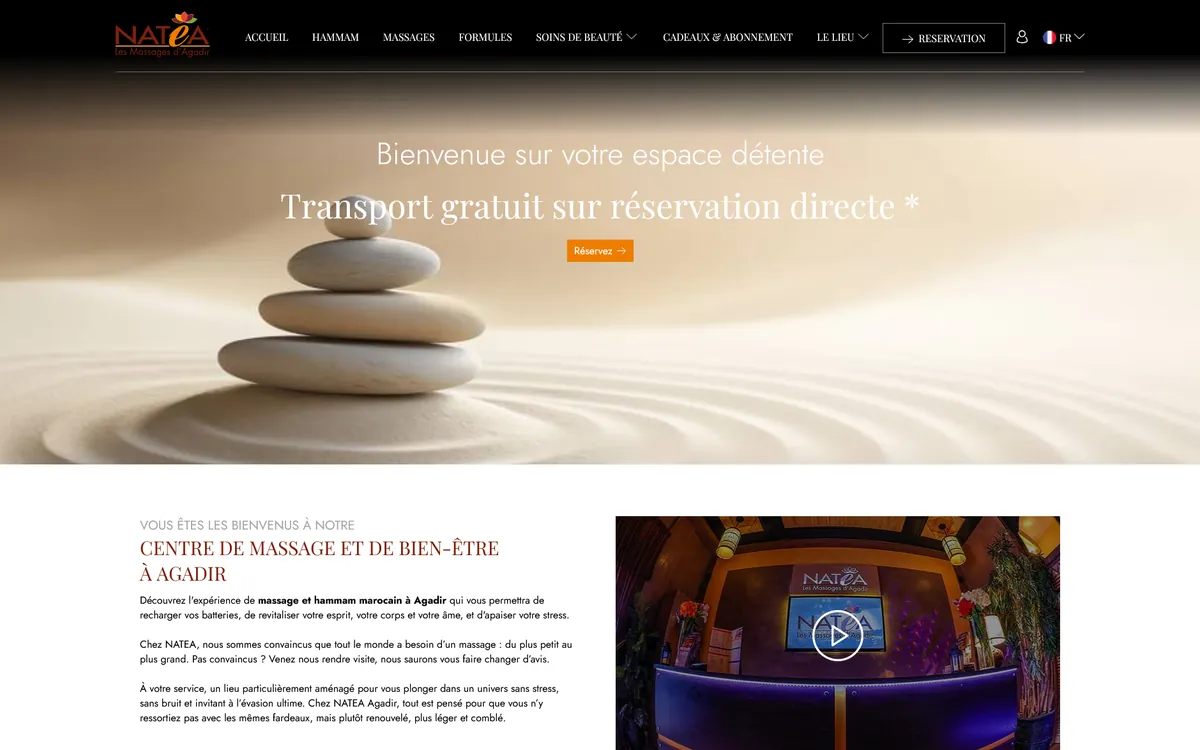 NATEA
Les Massages d'Agadir
ACCUEIL
HAMMAM
MASSAGES
FORMULES
SOINS DE BEAUTÉ
CADEAUX & ABONNEMENT
LE LIEU
RESERVATION
FR
Bienvenue sur votre espace détente
Transport gratuit sur réservation directe *
Réservez
VOUS ÊTES LES BIENVENUS À NOTRE
CENTRE DE MASSAGE ET DE BIEN-ÊTRE
À AGADIR
Découvrez l'expérience de massage et hammam marocain à Agadir qui vous permettra de
recharger vos batteries, de revitaliser votre esprit, votre corps et votre âme, et d'apaiser votre stress.
Chez NATEA, nous sommes convaincus que tout le monde a besoin d'un massage : du plus petit au
plus grand. Pas convaincus ? Venez nous rendre visite, nous saurons vous faire changer d'avis.
À votre service, un lieu particulièrement aménagé pour vous plonger dans un univers sans stress,
sans bruit et invitant à l'évasion ultime. Chez NATEA Agadir, tout est pensé pour que vous n'y
ressortiez pas avec les mêmes fardeaux, mais plutôt renouvelé, plus léger et comblé.
NATEA
Les Massages d'Agadir
NATEA
Les Massages d'Agadir